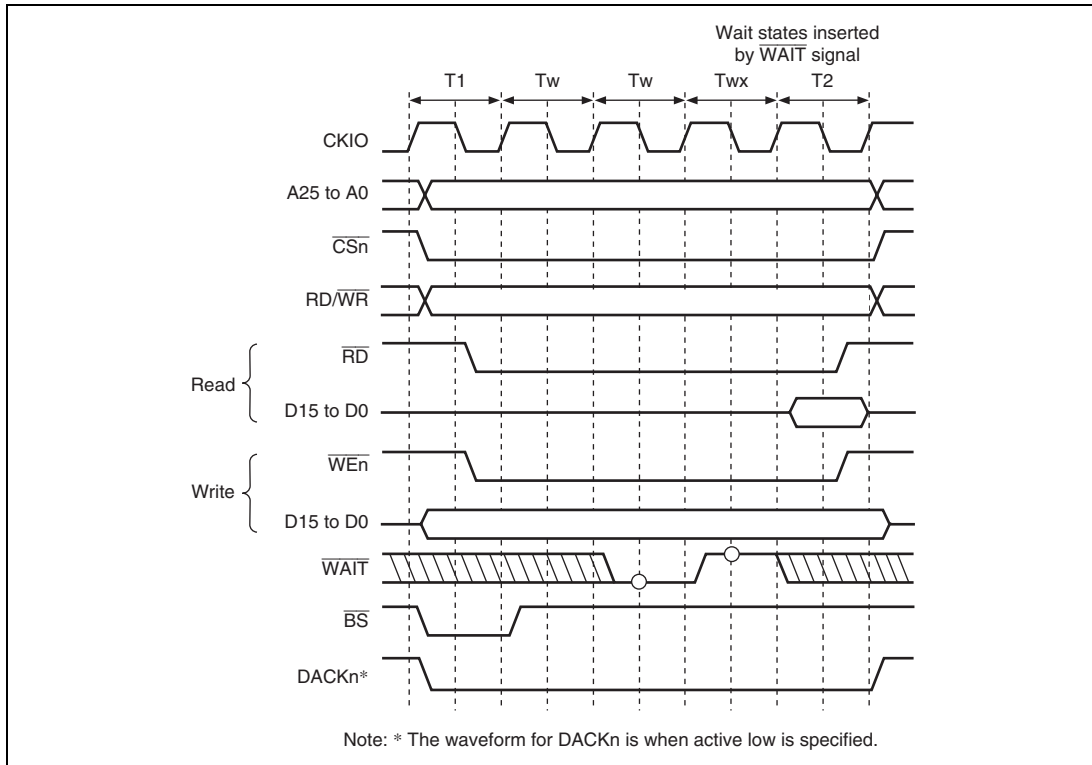 Wait states inserted
by WAIT signal
T1 Tw Tw Twx T2
CKIO
A25 to A0
CSn
RD/WR
Read
RD
D15 to D0
Write
WEn
D15 to D0
WAIT
BS
DACKn*
Note: * The waveform for DACKn is when active low is specified.